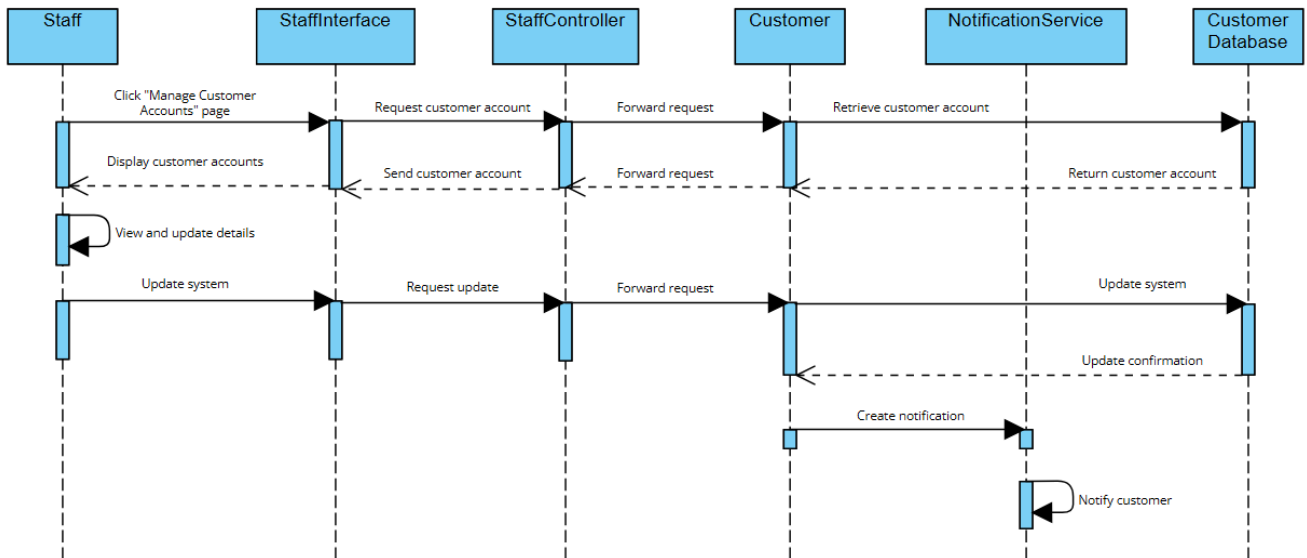 Staff
StaffInterface
StaffController
Customer
NotificationService
Customer
Database
Click "Manage Customer
Accounts" page
Request customer account
Forward request
Retrieve customer account
Display customer accounts
Send customer account
Forward request
Return customer account
View and update details
Update system
Request update
Forward request
Update system
Update confirmation
Create notification
Notify customer